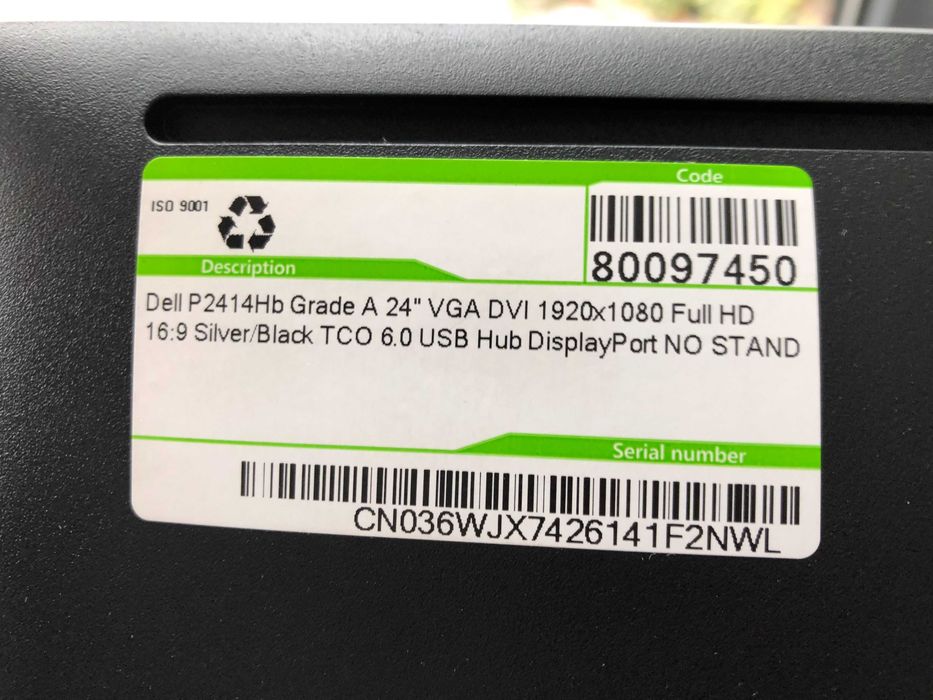 Code
ISO 9001
80097450
Description
Dell P2414Hb Grade A 24" VGA DVI 1920x1080 Full HD
16:9 Silver/Black TCO 6.0 USB Hub DisplayPort NO STAND
Serial number
CN036WJX7426141F2NWL